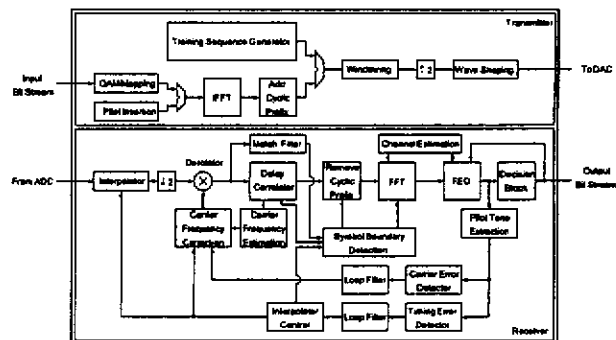 Transmitter
Training Sequence Generator
Input
Bit Stream
QAM Mapping
Pilot Insertion
IFFT
Add
Cyclic
Prefix
Windowing
↑ 2
Wave Shaping
To DAC
Match Filter
Channel Estimation
Derotator
From ADC
Interpolator
↓ 2
Delay
Correlator
Remove
Cyclic
Prefix
FFT
FEQ
Decision
Block
Output
Bit Stream
Carrier
Frequency
Correction
Carrier
Frequency
Estimation
Symbol Boundary
Detection
Pilot Tone
Extraction
Loop Filter
Carrier Error
Detector
Interpolator
Control
Loop Filter
Timing Error
Detector
Receiver